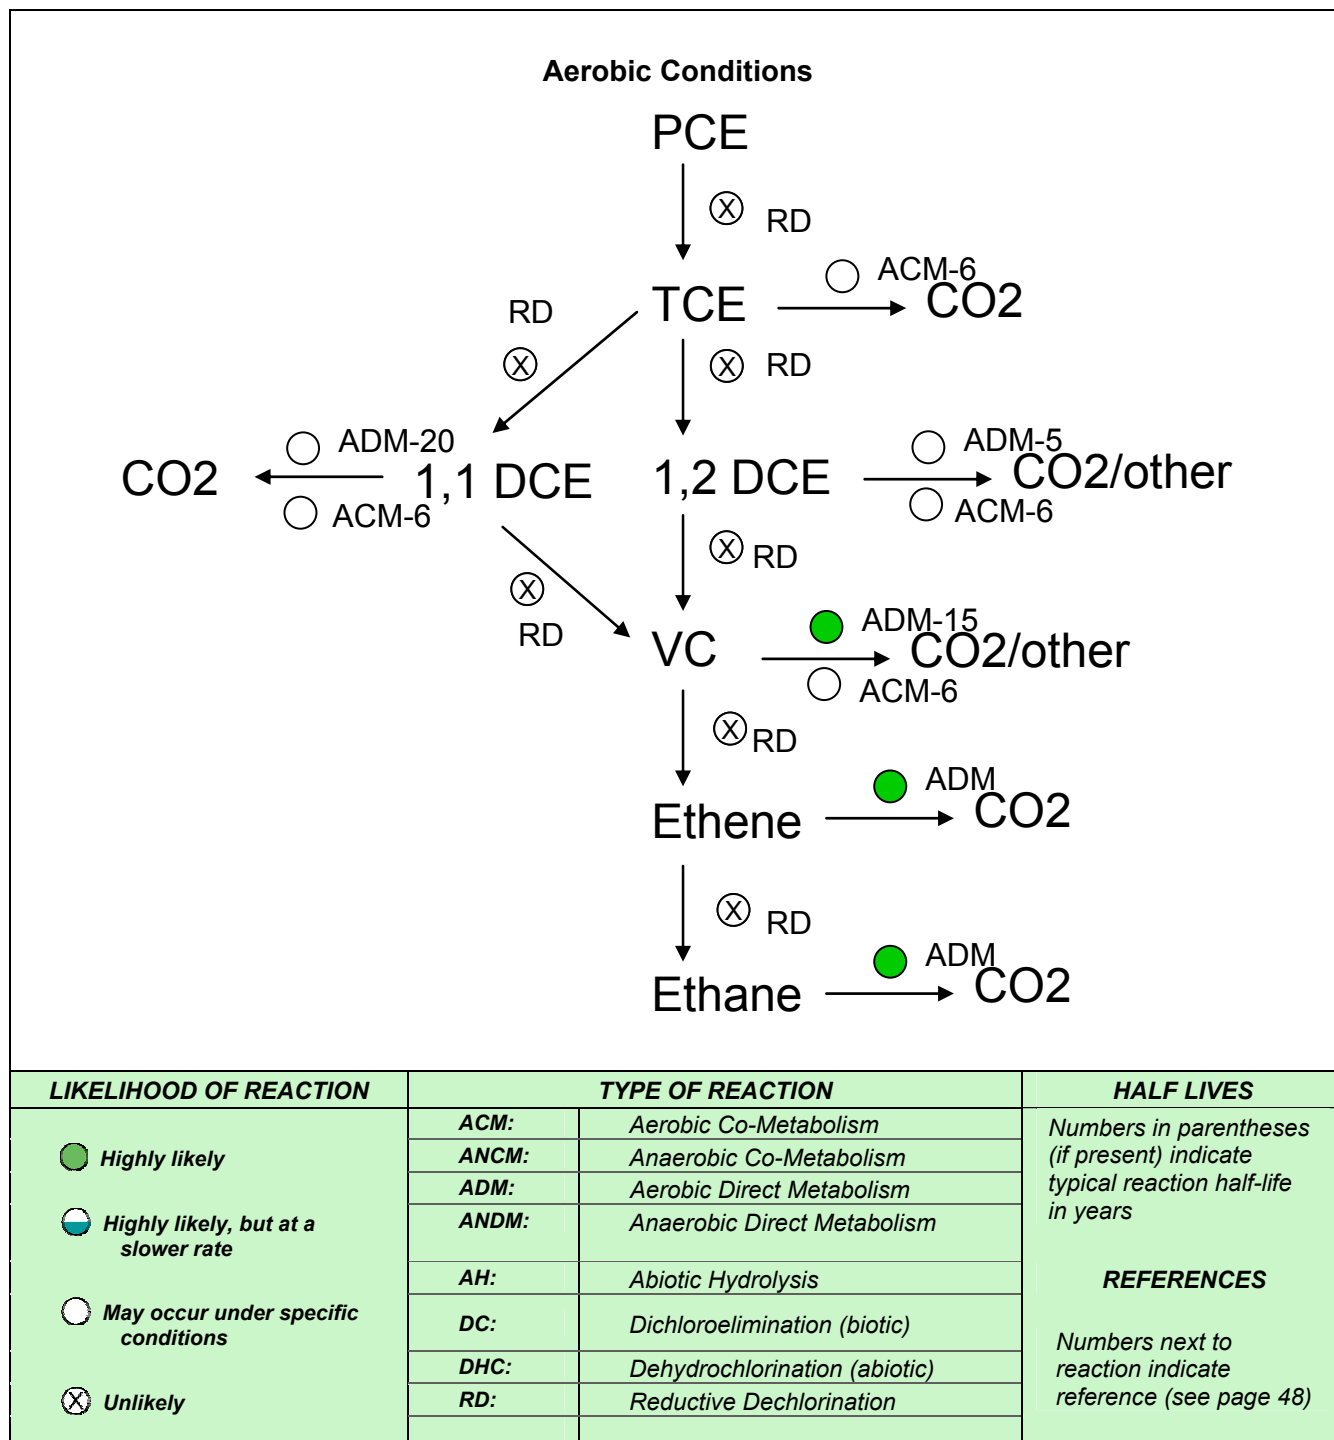 Aerobic Conditions
PCE
X RD
ACM-6
TCE CO2
RD
X X RD
ADM-20 ADM-5
CO2 1,1 DCE 1,2 DCE CO2/other
ACM-6 ACM-6
X RD
X
RD
ADM-15
VC CO2/other
ACM-6
X RD
ADM
Ethene CO2
X RD
ADM
Ethane CO2
LIKELIHOOD OF REACTION
Highly likely
Highly likely, but at a
slower rate
May occur under specific
conditions
X Unlikely
TYPE OF REACTION
ACM: Aerobic Co-Metabolism
ANCM: Anaerobic Co-Metabolism
ADM: Aerobic Direct Metabolism
ANDM: Anaerobic Direct Metabolism
AH: Abiotic Hydrolysis
DC: Dichloroelimination (biotic)
DHC: Dehydrochlorination (abiotic)
RD: Reductive Dechlorination
HALF LIVES
Numbers in parentheses
(if present) indicate
typical reaction half-life
in years
REFERENCES
Numbers next to
reaction indicate
reference (see page 48)